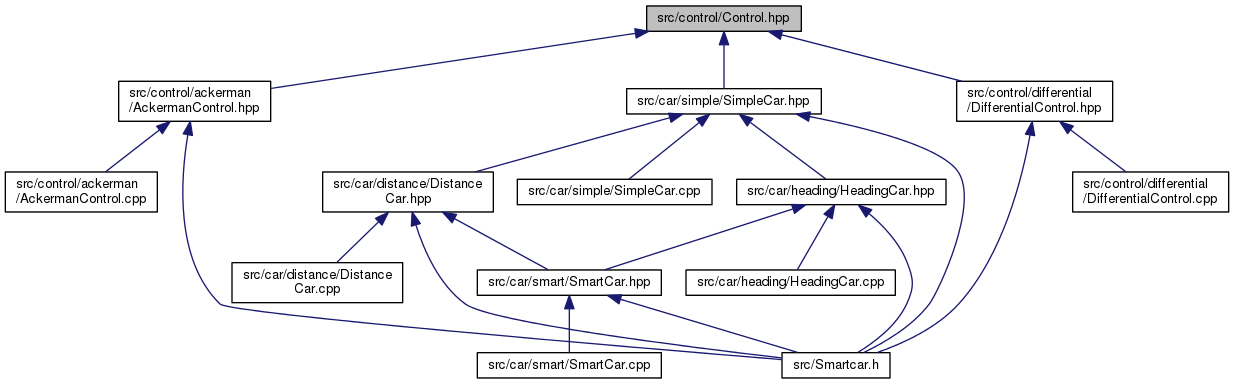 src/control/Control.hpp
src/control/ackerman
/AckermanControl.hpp
src/car/simple/SimpleCar.hpp
src/control/differential
/DifferentialControl.hpp
src/control/ackerman
/AckermanControl.cpp
src/car/distance/Distance
Car.hpp
src/car/simple/SimpleCar.cpp
src/car/heading/HeadingCar.hpp
src/control/differential
/DifferentialControl.cpp
src/car/distance/Distance
Car.cpp
src/car/smart/SmartCar.hpp
src/car/heading/HeadingCar.cpp
src/car/smart/SmartCar.cpp
src/Smartcar.h